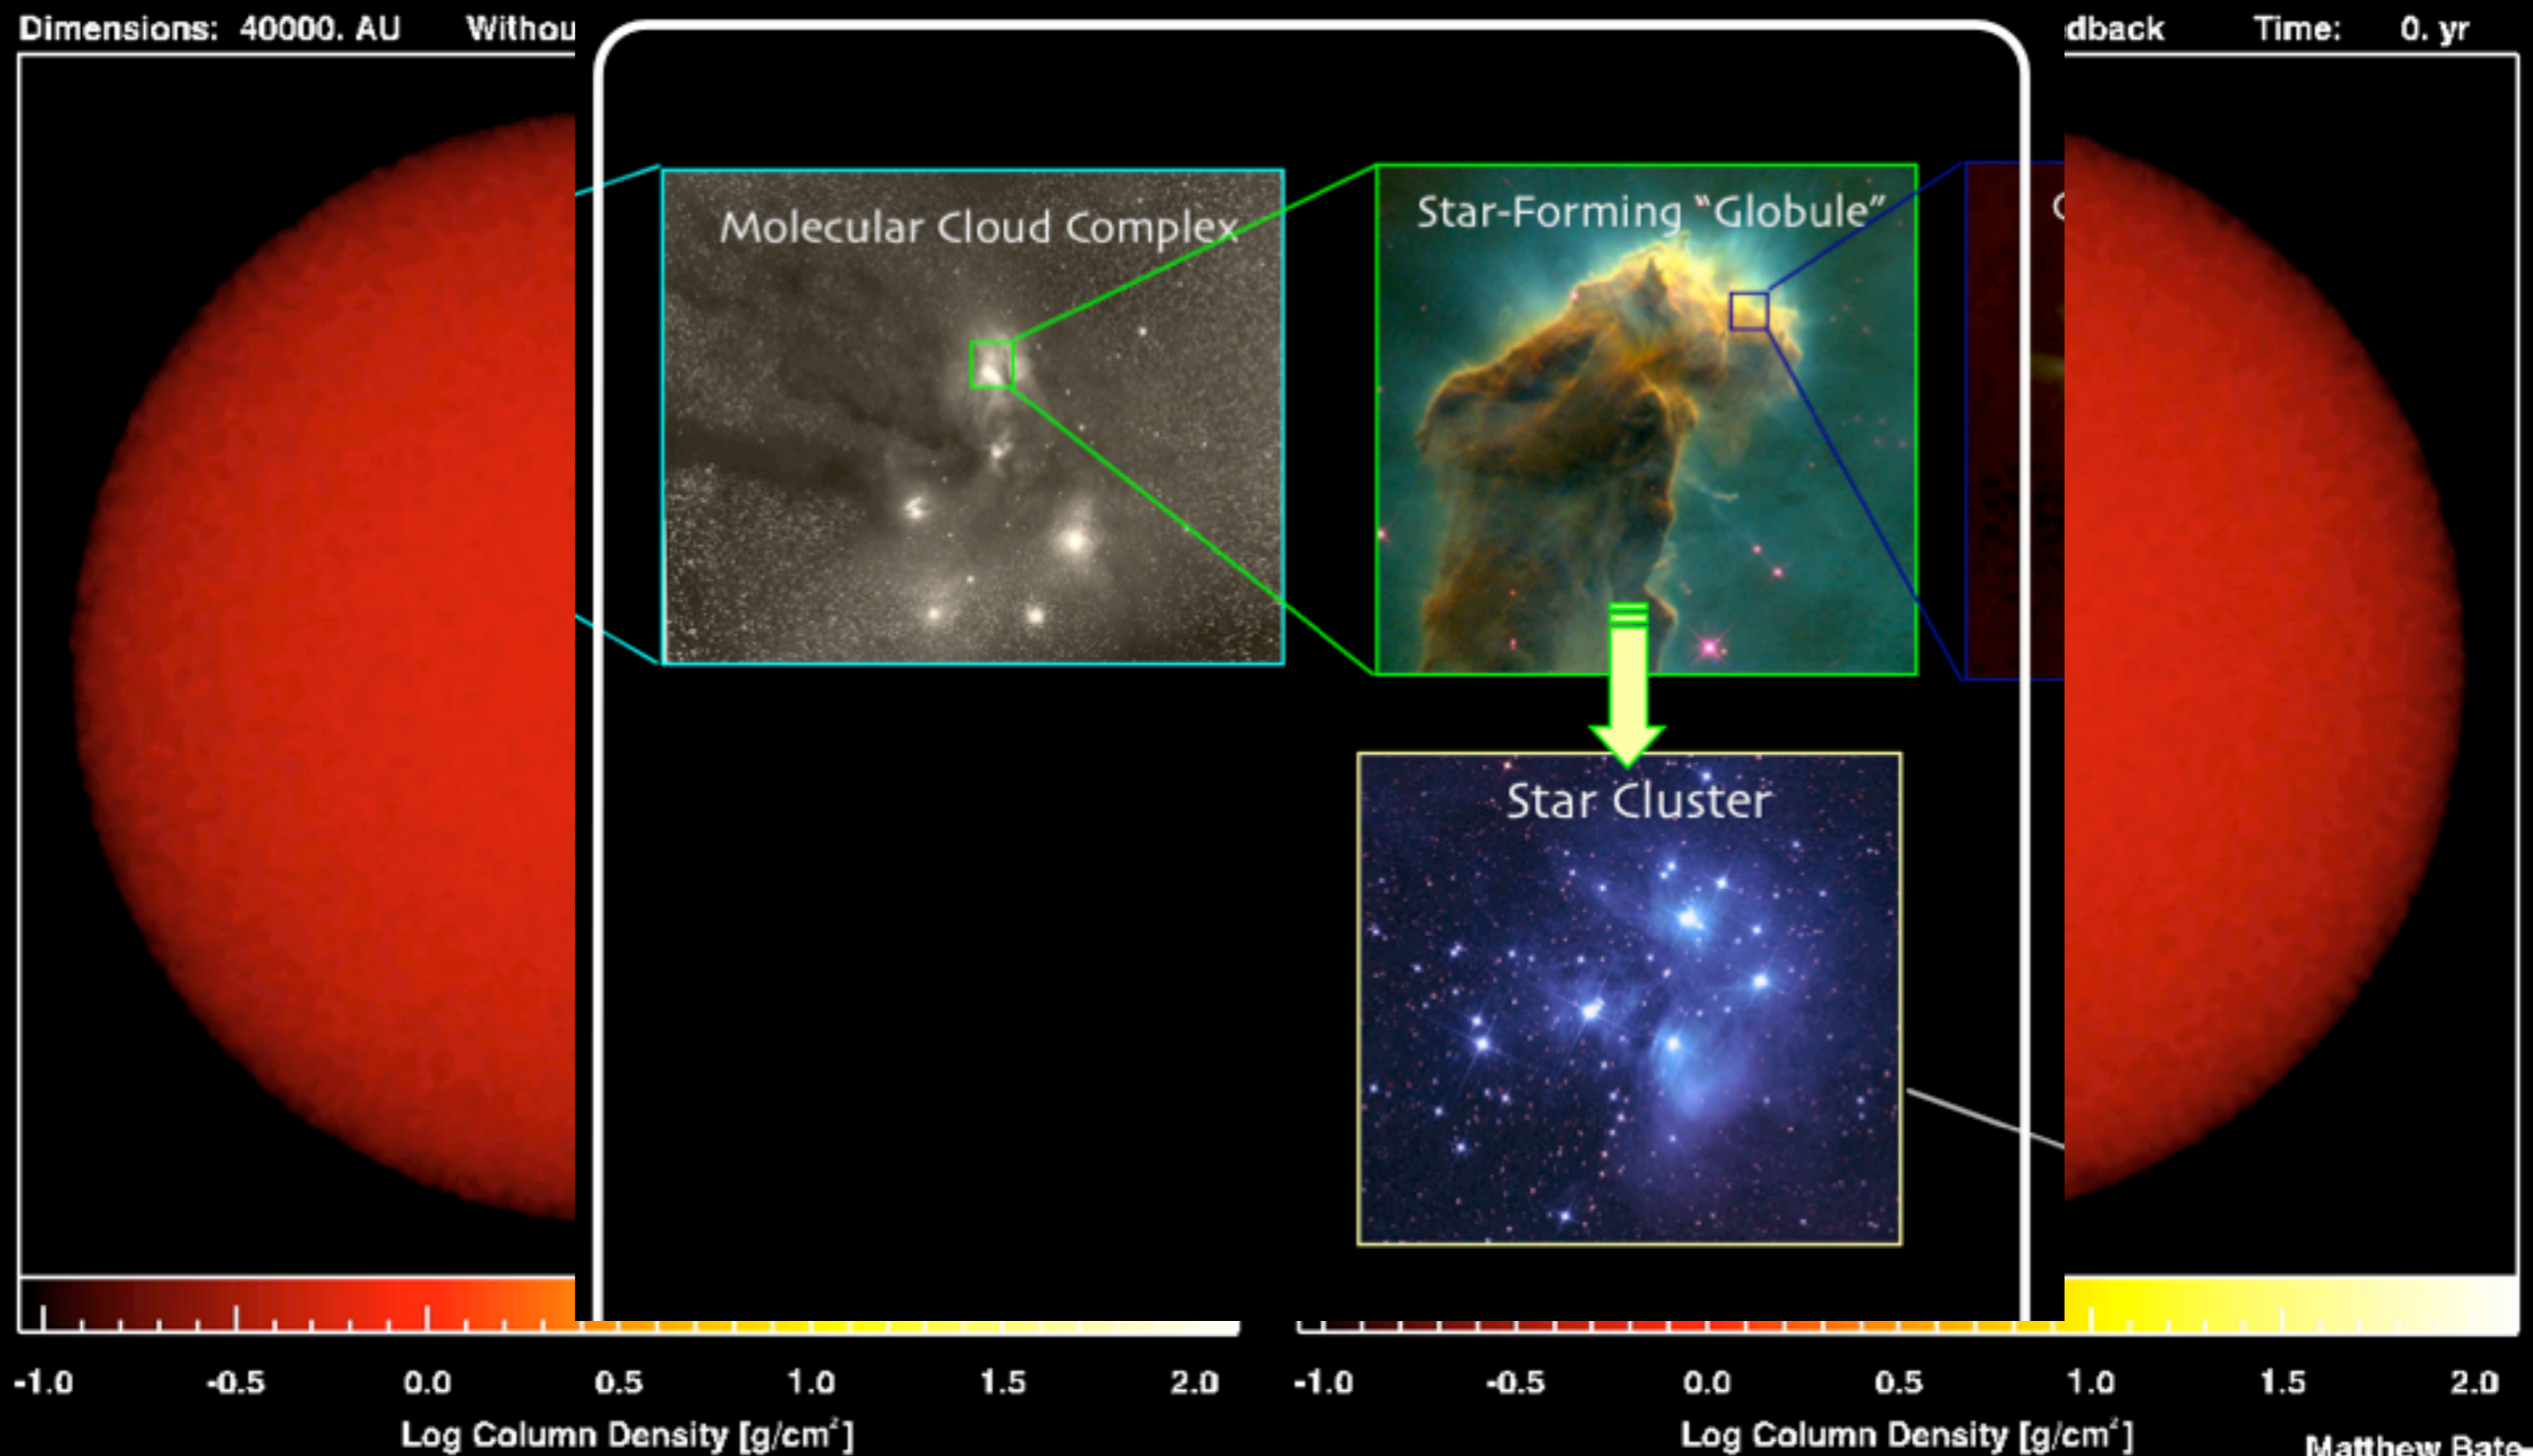 Dimensions: 40000. AU Withou
dback Time: 0. yr
Molecular Cloud Complex
Star-Forming “Globule”
Star Cluster
-1.0 -0.5 0.0 0.5 1.0 1.5 2.0
-1.0 -0.5 0.0 0.5 1.0 1.5 2.0
Log Column Density [g/cm²]
Log Column Density [g/cm²]
Matthew Bate